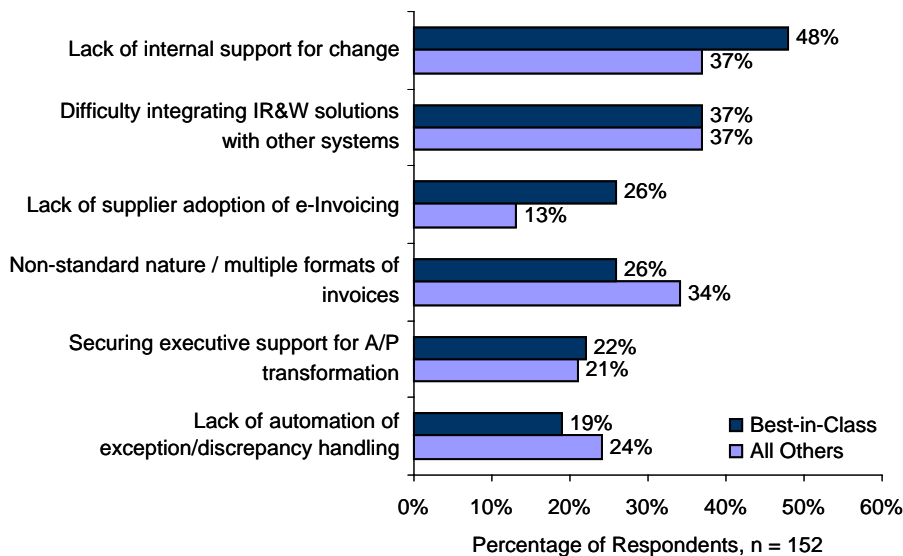 Lack of internal support for change
48%
37%
Difficulty integrating IR&W solutions
with other systems
37%
37%
Lack of supplier adoption of e-Invoicing
26%
13%
Non-standard nature / multiple formats of
invoices
26%
34%
Securing executive support for A/P
transformation
22%
21%
Lack of automation of
exception/discrepancy handling
19%
24%
Best-in-Class
All Others
0% 10% 20% 30% 40% 50% 60%
Percentage of Respondents, n = 152